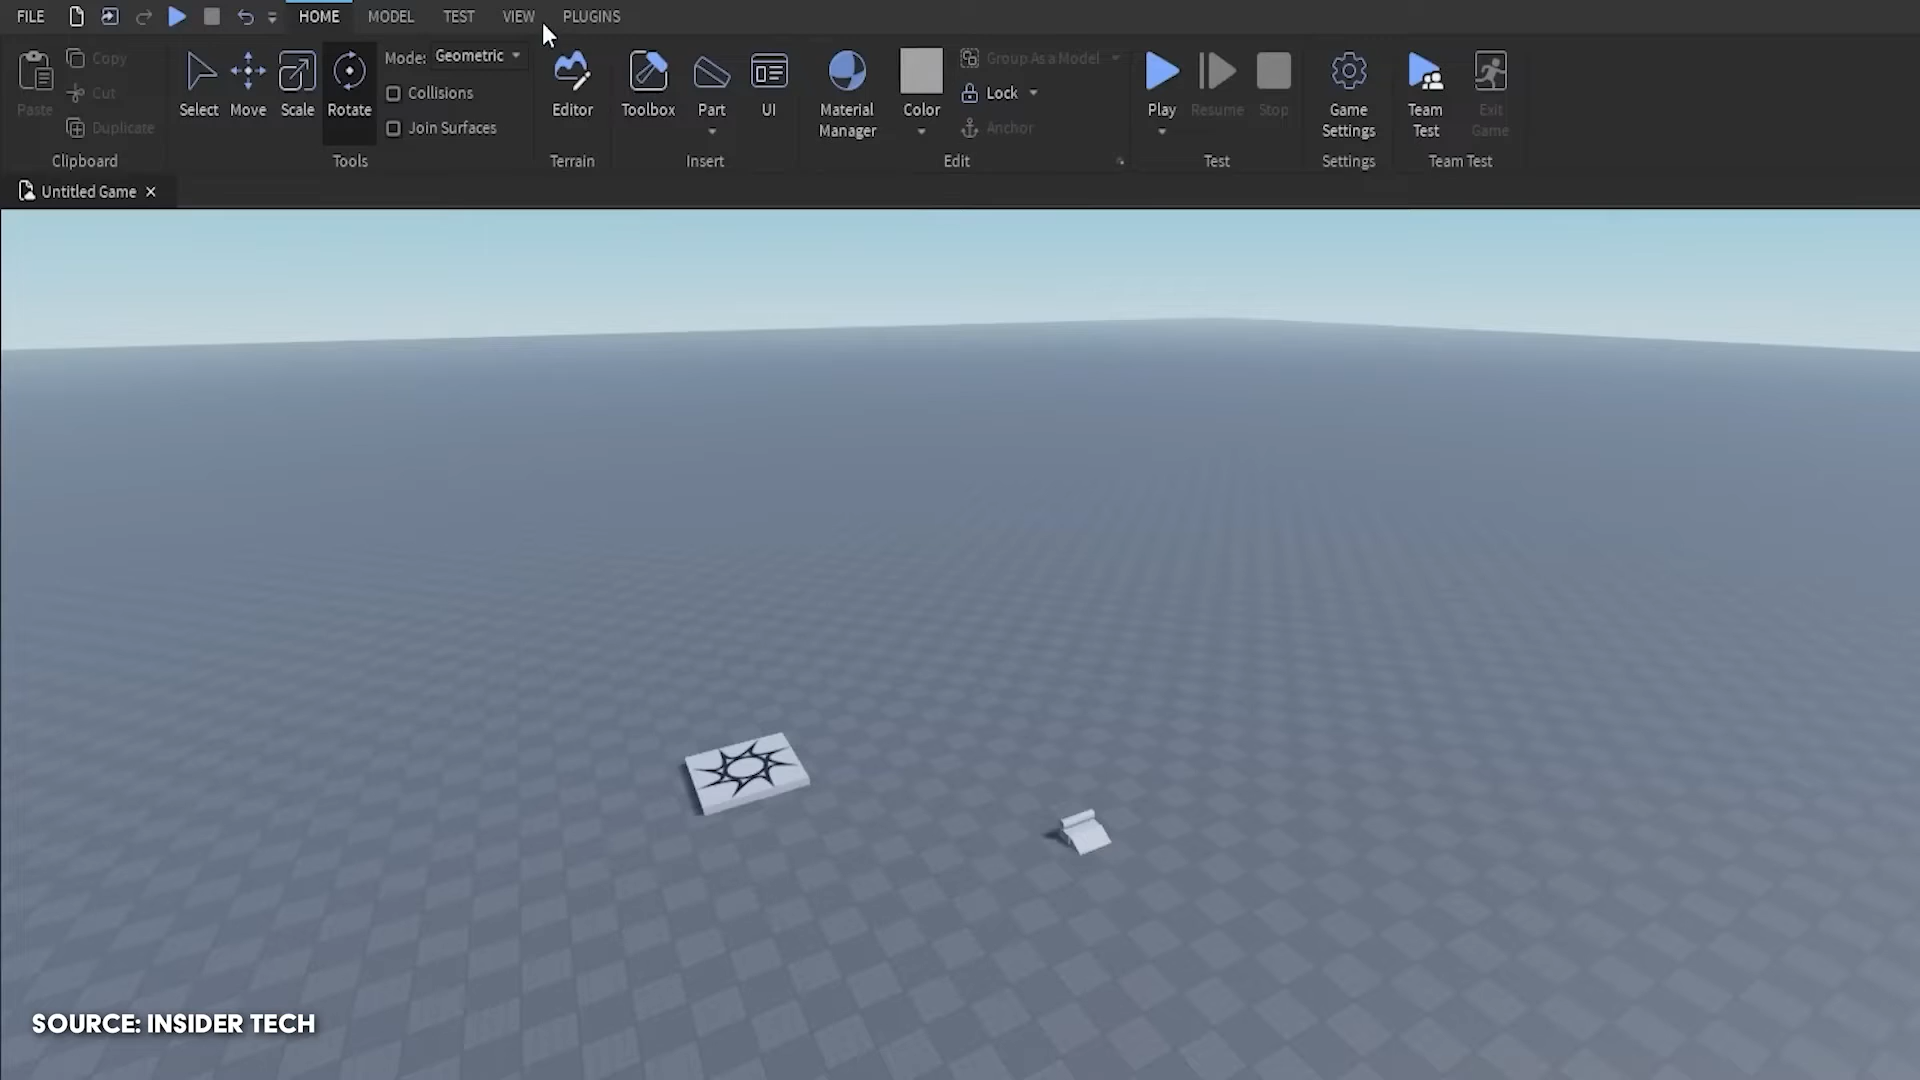 FILE
HOME
MODEL
TEST
VIEW
PLUGINS
Paste
Copy
Cut
Duplicate
Clipboard
Select
Move
Scale
Rotate
Mode: Geometric
Collisions
Join Surfaces
Tools
Editor
Terrain
Toolbox
Part
UI
Insert
Material
Manager
Color
Group As a Model
Lock
Anchor
Edit
Play
Resume
Stop
Test
Game
Settings
Settings
Team
Test
Exit
Game
Team Test
Untitled Game
SOURCE: INSIDER TECH